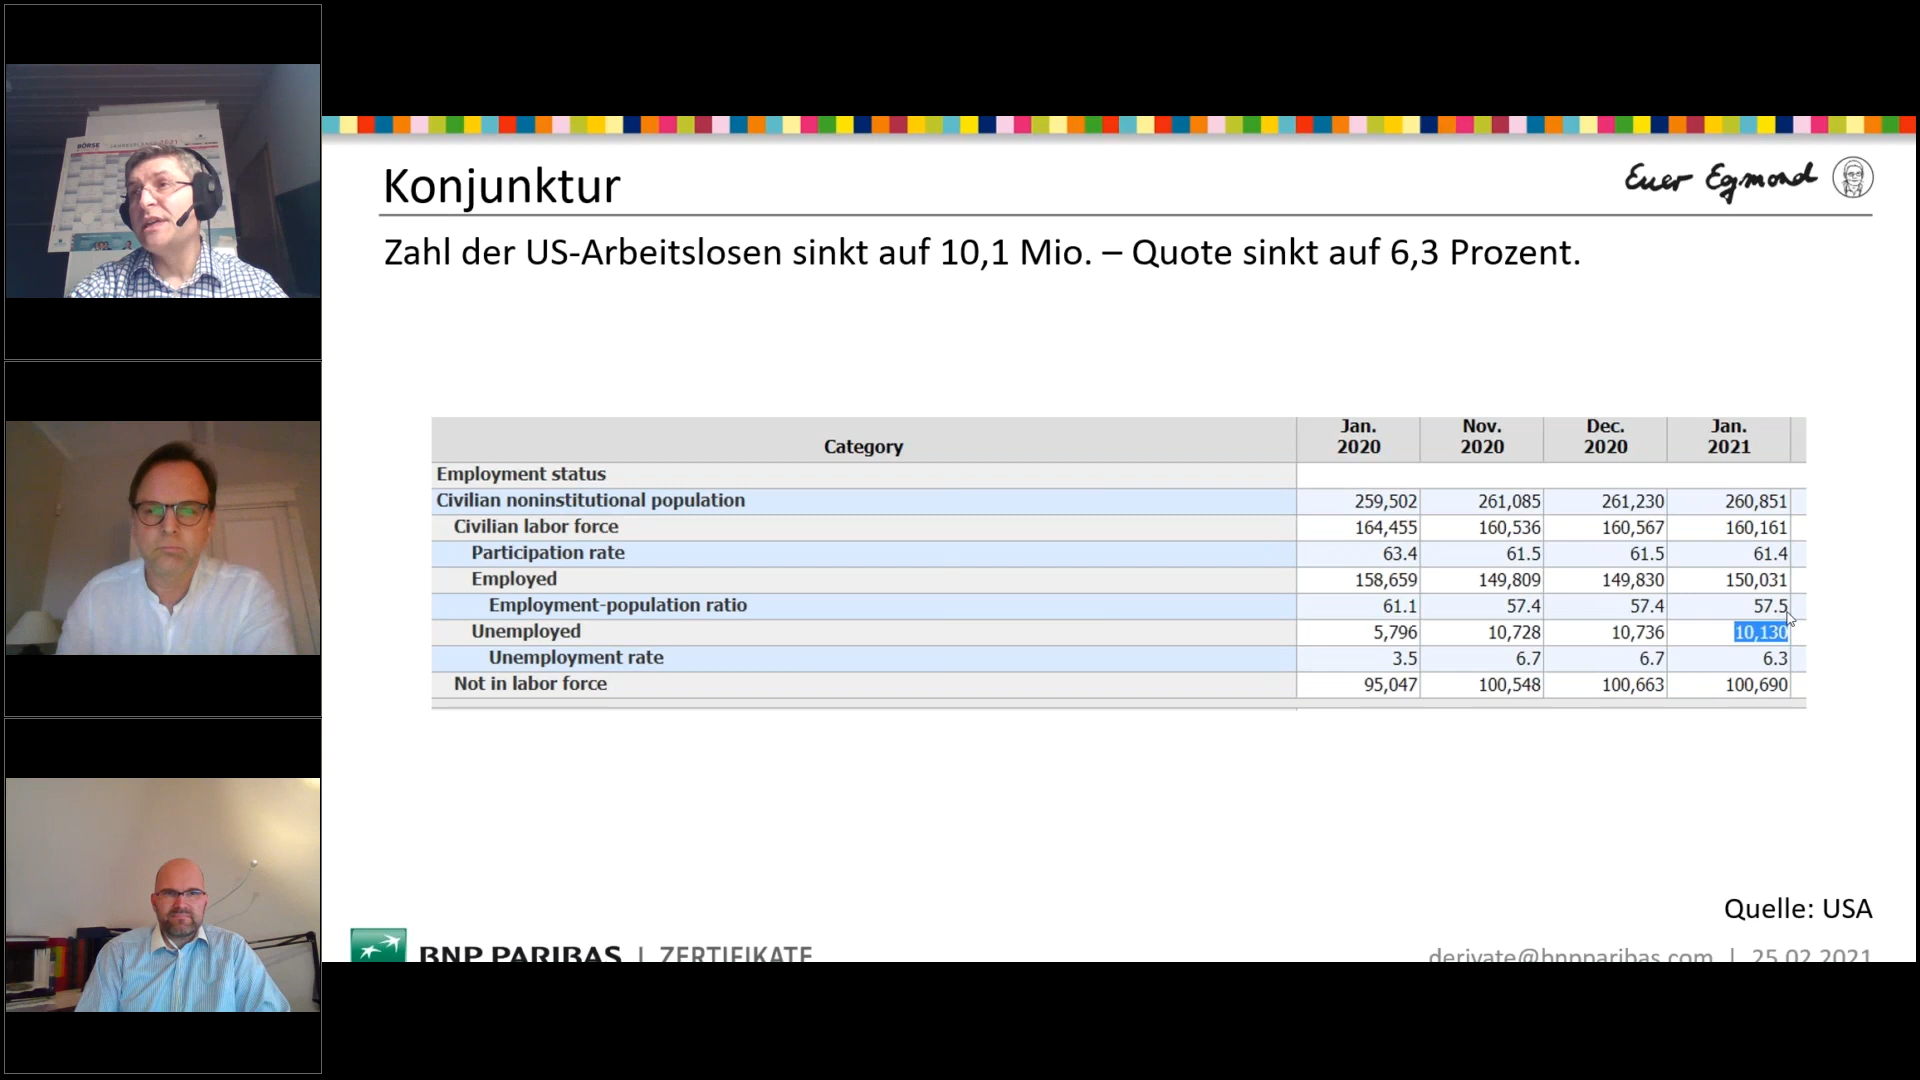 BÖRSE JAHRESPLANER 2021
Konjunktur
Euer Egmond
Zahl der US-Arbeitslosen sinkt auf 10,1 Mio. – Quote sinkt auf 6,3 Prozent.
Category Jan. 2020 Nov. 2020 Dec. 2020 Jan. 2021
Employment status
Civilian noninstitutional population 259,502 261,085 261,230 260,851
Civilian labor force 164,455 160,536 160,567 160,161
Participation rate 63.4 61.5 61.5 61.4
Employed 158,659 149,809 149,830 150,031
Employment-population ratio 61.1 57.4 57.4 57.5
Unemployed 5,796 10,728 10,736 10,130
Unemployment rate 3.5 6.7 6.7 6.3
Not in labor force 95,047 100,548 100,663 100,690
Quelle: USA
BNP PARIBAS | ZERTIFIKATE
derivate@bnpparibas.com | 25.02.2021